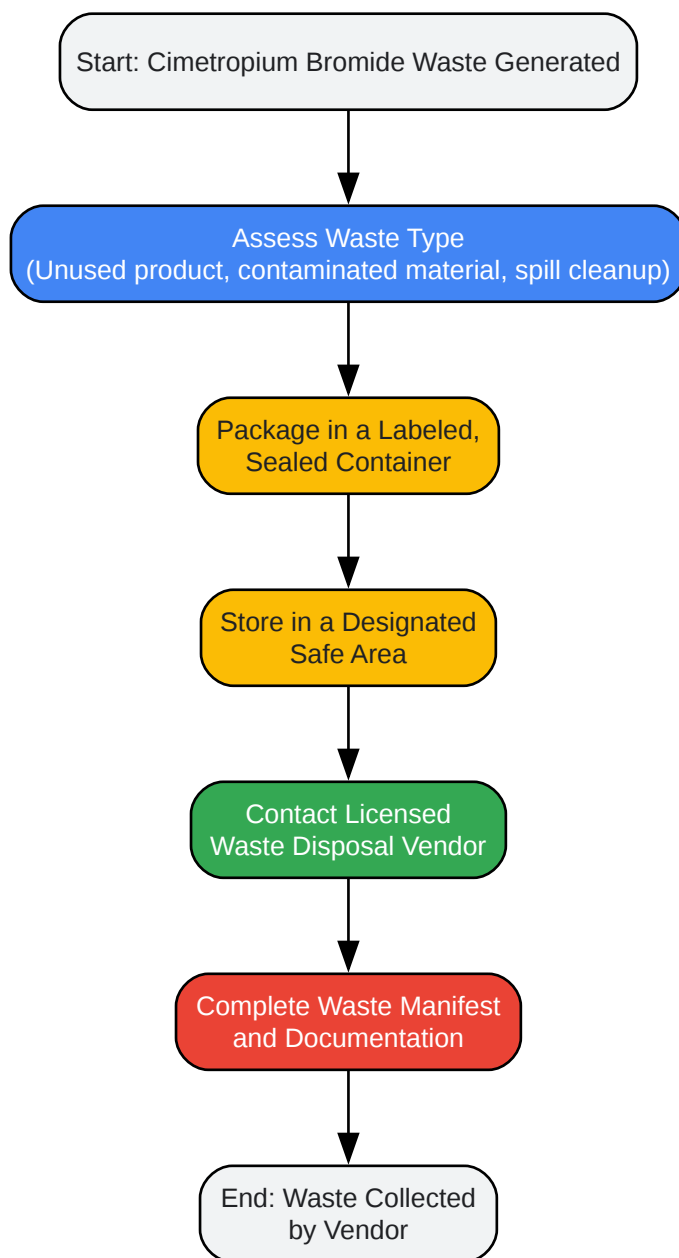 Start: Cimetropium Bromide Waste Generated
Assess Waste Type
(Unused product, contaminated material, spill cleanup)
Package in a Labeled,
Sealed Container
Store in a Designated
Safe Area
Contact Licensed
Waste Disposal Vendor
Complete Waste Manifest
and Documentation
End: Waste Collected
by Vendor